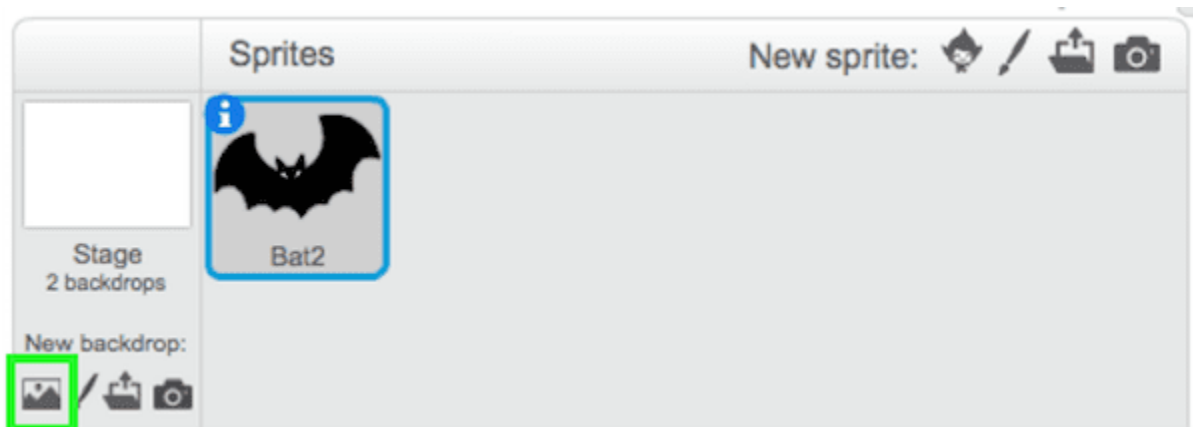 Sprites
New sprite:
i
Bat2
Stage
2 backdrops
New backdrop: